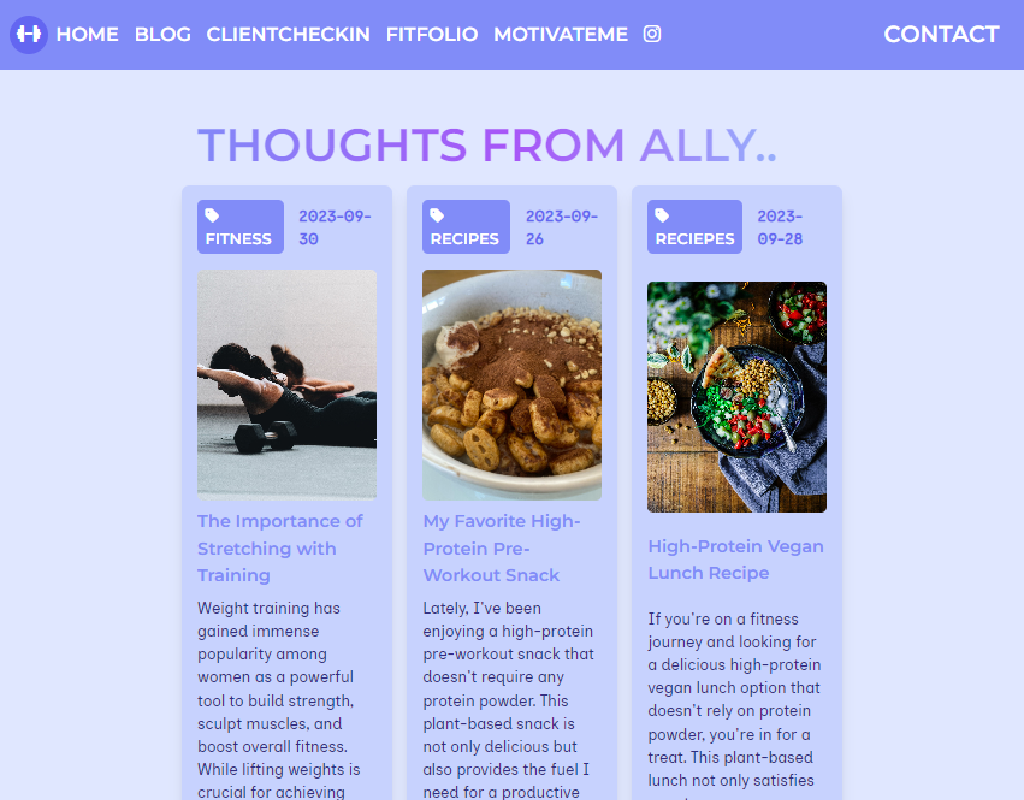 HOME BLOG CLIENTCHECKIN FITFOLIO MOTIVATEME CONTACT
THOUGHTS FROM ALLY..
FITNESS
2023-09-
30
The Importance of
Stretching with
Training
Weight training has
gained immense
popularity among
women as a powerful
tool to build strength,
sculpt muscles, and
boost overall fitness.
While lifting weights is
crucial for achieving
RECIPES
2023-09-
26
My Favorite High-
Protein Pre-
Workout Snack
Lately, I've been
enjoying a high-protein
pre-workout snack that
doesn't require any
protein powder. This
plant-based snack is
not only delicious but
also provides the fuel I
need for a productive
RECIEPES
2023-
09-28
High-Protein Vegan
Lunch Recipe
If you're on a fitness
journey and looking for
a delicious high-protein
vegan lunch option that
doesn't rely on protein
powder, you're in for a
treat. This plant-based
lunch not only satisfies